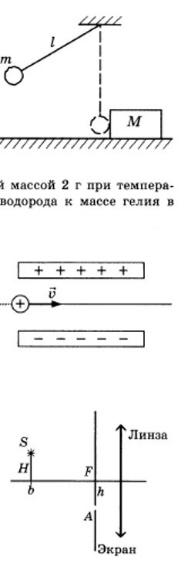 m
l
M
й массой 2 г при темпера-
водорода к массе гелия в
+ + + + +
+ v⃗
– – – – –
S
H
b
F
h
A
Линза
Экран